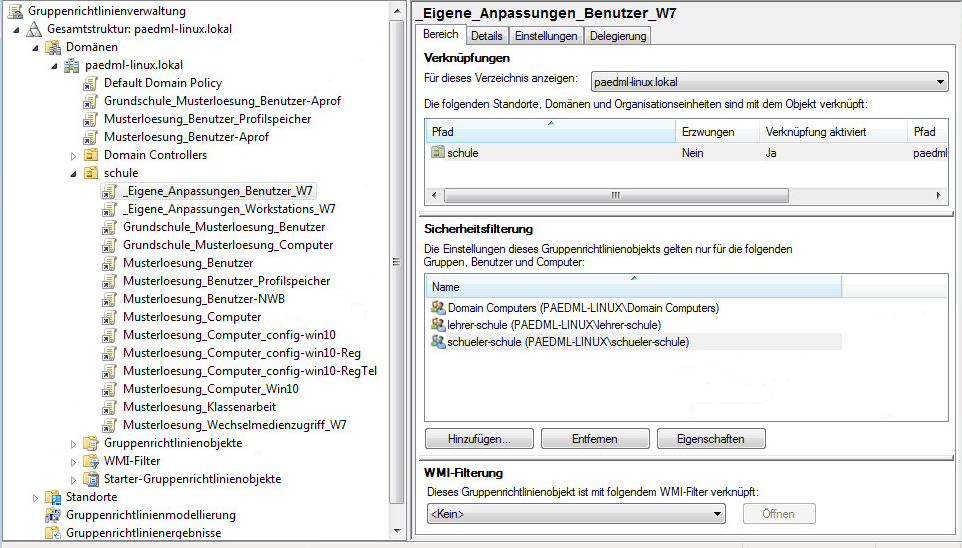 Gruppenrichtlinienverwaltung
Gesamtstruktur: paedml-linux.lokal
Domänen
paedml-linux.lokal
Default Domain Policy
Grundschule_Musterloesung_Benutzer-Aprof
Musterloesung_Benutzer_Profilspeicher
Musterloesung_Benutzer-Aprof
Domain Controllers
schule
_Eigene_Anpassungen_Benutzer_W7
_Eigene_Anpassungen_Workstations_W7
Grundschule_Musterloesung_Benutzer
Grundschule_Musterloesung_Computer
Musterloesung_Benutzer
Musterloesung_Benutzer_Profilspeicher
Musterloesung_Benutzer-NWB
Musterloesung_Computer
Musterloesung_Computer_config-win10
Musterloesung_Computer_config-win10-Reg
Musterloesung_Computer_config-win10-RegTel
Musterloesung_Computer_Win10
Musterloesung_Klassenarbeit
Musterloesung_Wechselmedienzugriff_W7
Gruppenrichtlinienobjekte
WMI-Filter
Starter-Gruppenrichtlinienobjekte
Standorte
Gruppenrichtlinienmodellierung
Gruppenrichtlinienergebnisse
_Eigene_Anpassungen_Benutzer_W7
Bereich Details Einstellungen Delegierung
Verknüpfungen
Für dieses Verzeichnis anzeigen: paedml-linux.lokal
Die folgenden Standorte, Domänen und Organisationseinheiten sind mit dem Objekt verknüpft:
Pfad Erzwungen Verknüpfung aktiviert Pfad
schule Nein Ja paedml
Sicherheitsfilterung
Die Einstellungen dieses Gruppenrichtlinienobjekts gelten nur für die folgenden
Gruppen, Benutzer und Computer:
Name
Domain Computers (PAEDML-LINUX\Domain Computers)
lehrer-schule (PAEDML-LINUX\lehrer-schule)
schueler-schule (PAEDML-LINUX\schueler-schule)
Hinzufügen... Entfernen Eigenschaften
WMI-Filterung
Dieses Gruppenrichtlinienobjekt ist mit folgendem WMI-Filter verknüpft:
<Kein> Öffnen